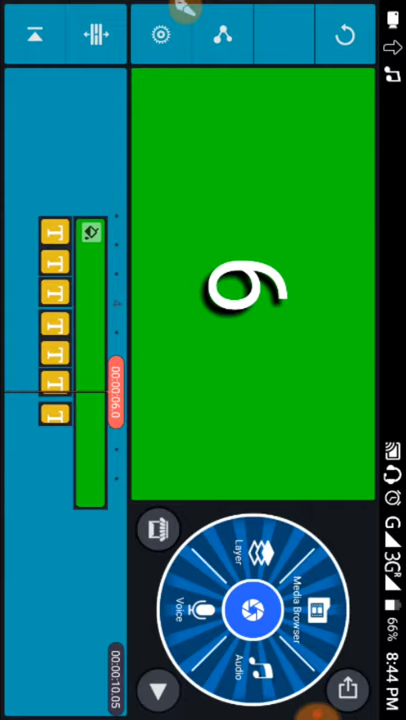 G 3G R 66% 8:44 PM
6
Media Browser
Layer
Audio
Voice
4
00:00:06.0
00:00:10.05
T T T T T T T